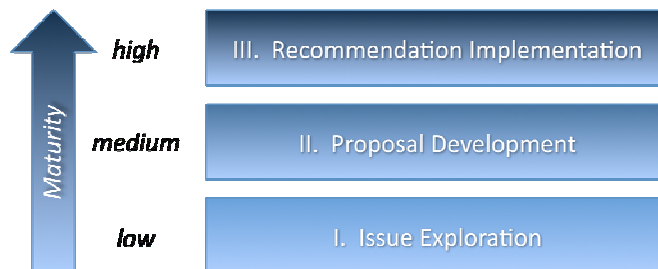 high
III. Recommendation Implementation
medium
II. Proposal Development
Maturity
low
I. Issue Exploration